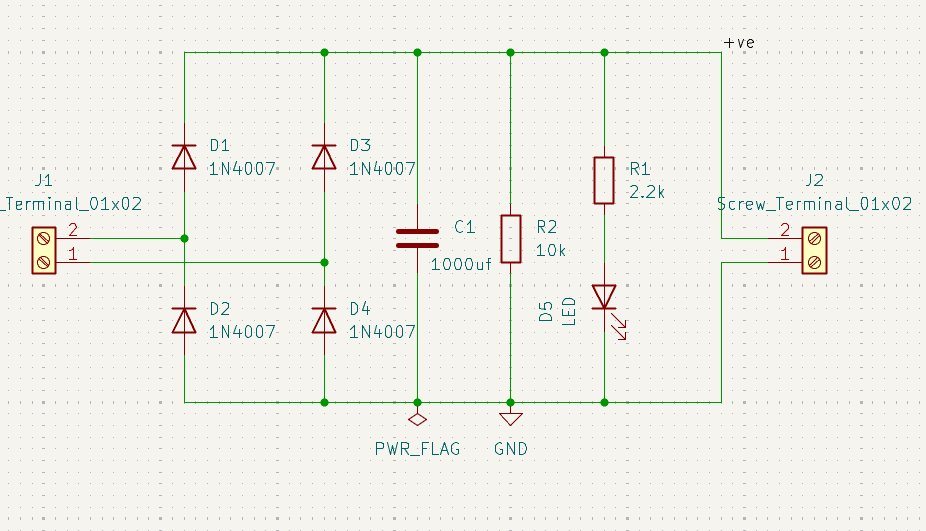 +ve
D1
1N4007
D3
1N4007
J1
_Terminal_01x02
2
1
C1
1000uf
R2
10k
R1
2.2k
J2
Screw_Terminal_01x02
2
1
D2
1N4007
D4
1N4007
D5
LED
PWR_FLAG
GND